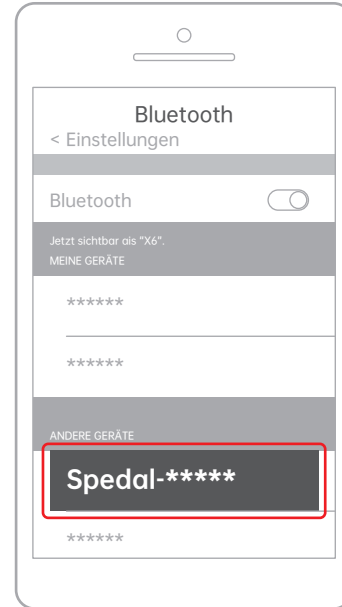 Bluetooth
< Einstellungen
Bluetooth
Jetzt sichtbar als "X6".
MEINE GERÄTE
******
******
ANDERE GERÄTE
Spedal-*****
******